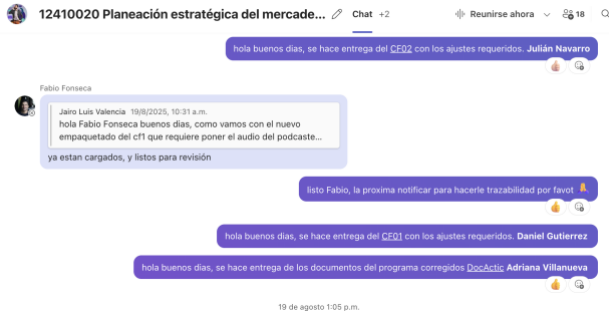 12410020 Planeación estratégica del mercade... Chat +2 Reunirse ahora 18
hola buenos dias, se hace entrega del CF02 con los ajustes requeridos. Julián Navarro
Fabio Fonseca
Jairo Luis Valencia 19/8/2025, 10:31 a.m.
hola Fabio Fonseca buenos días, como vamos con el nuevo
empaquetado del cf1 que requiere poner el audio del podcaste...
ya estan cargados, y listos para revisión
listo Fabio, la proxima notificar para hacerle trazabilidad por favot
hola buenos dias, se hace entrega del CF01 con los ajustes requeridos. Daniel Gutierrez
hola buenos dias, se hace entrega de los documentos del programa corregidos DocActic Adriana Villanueva
19 de agosto 1:05 p.m.